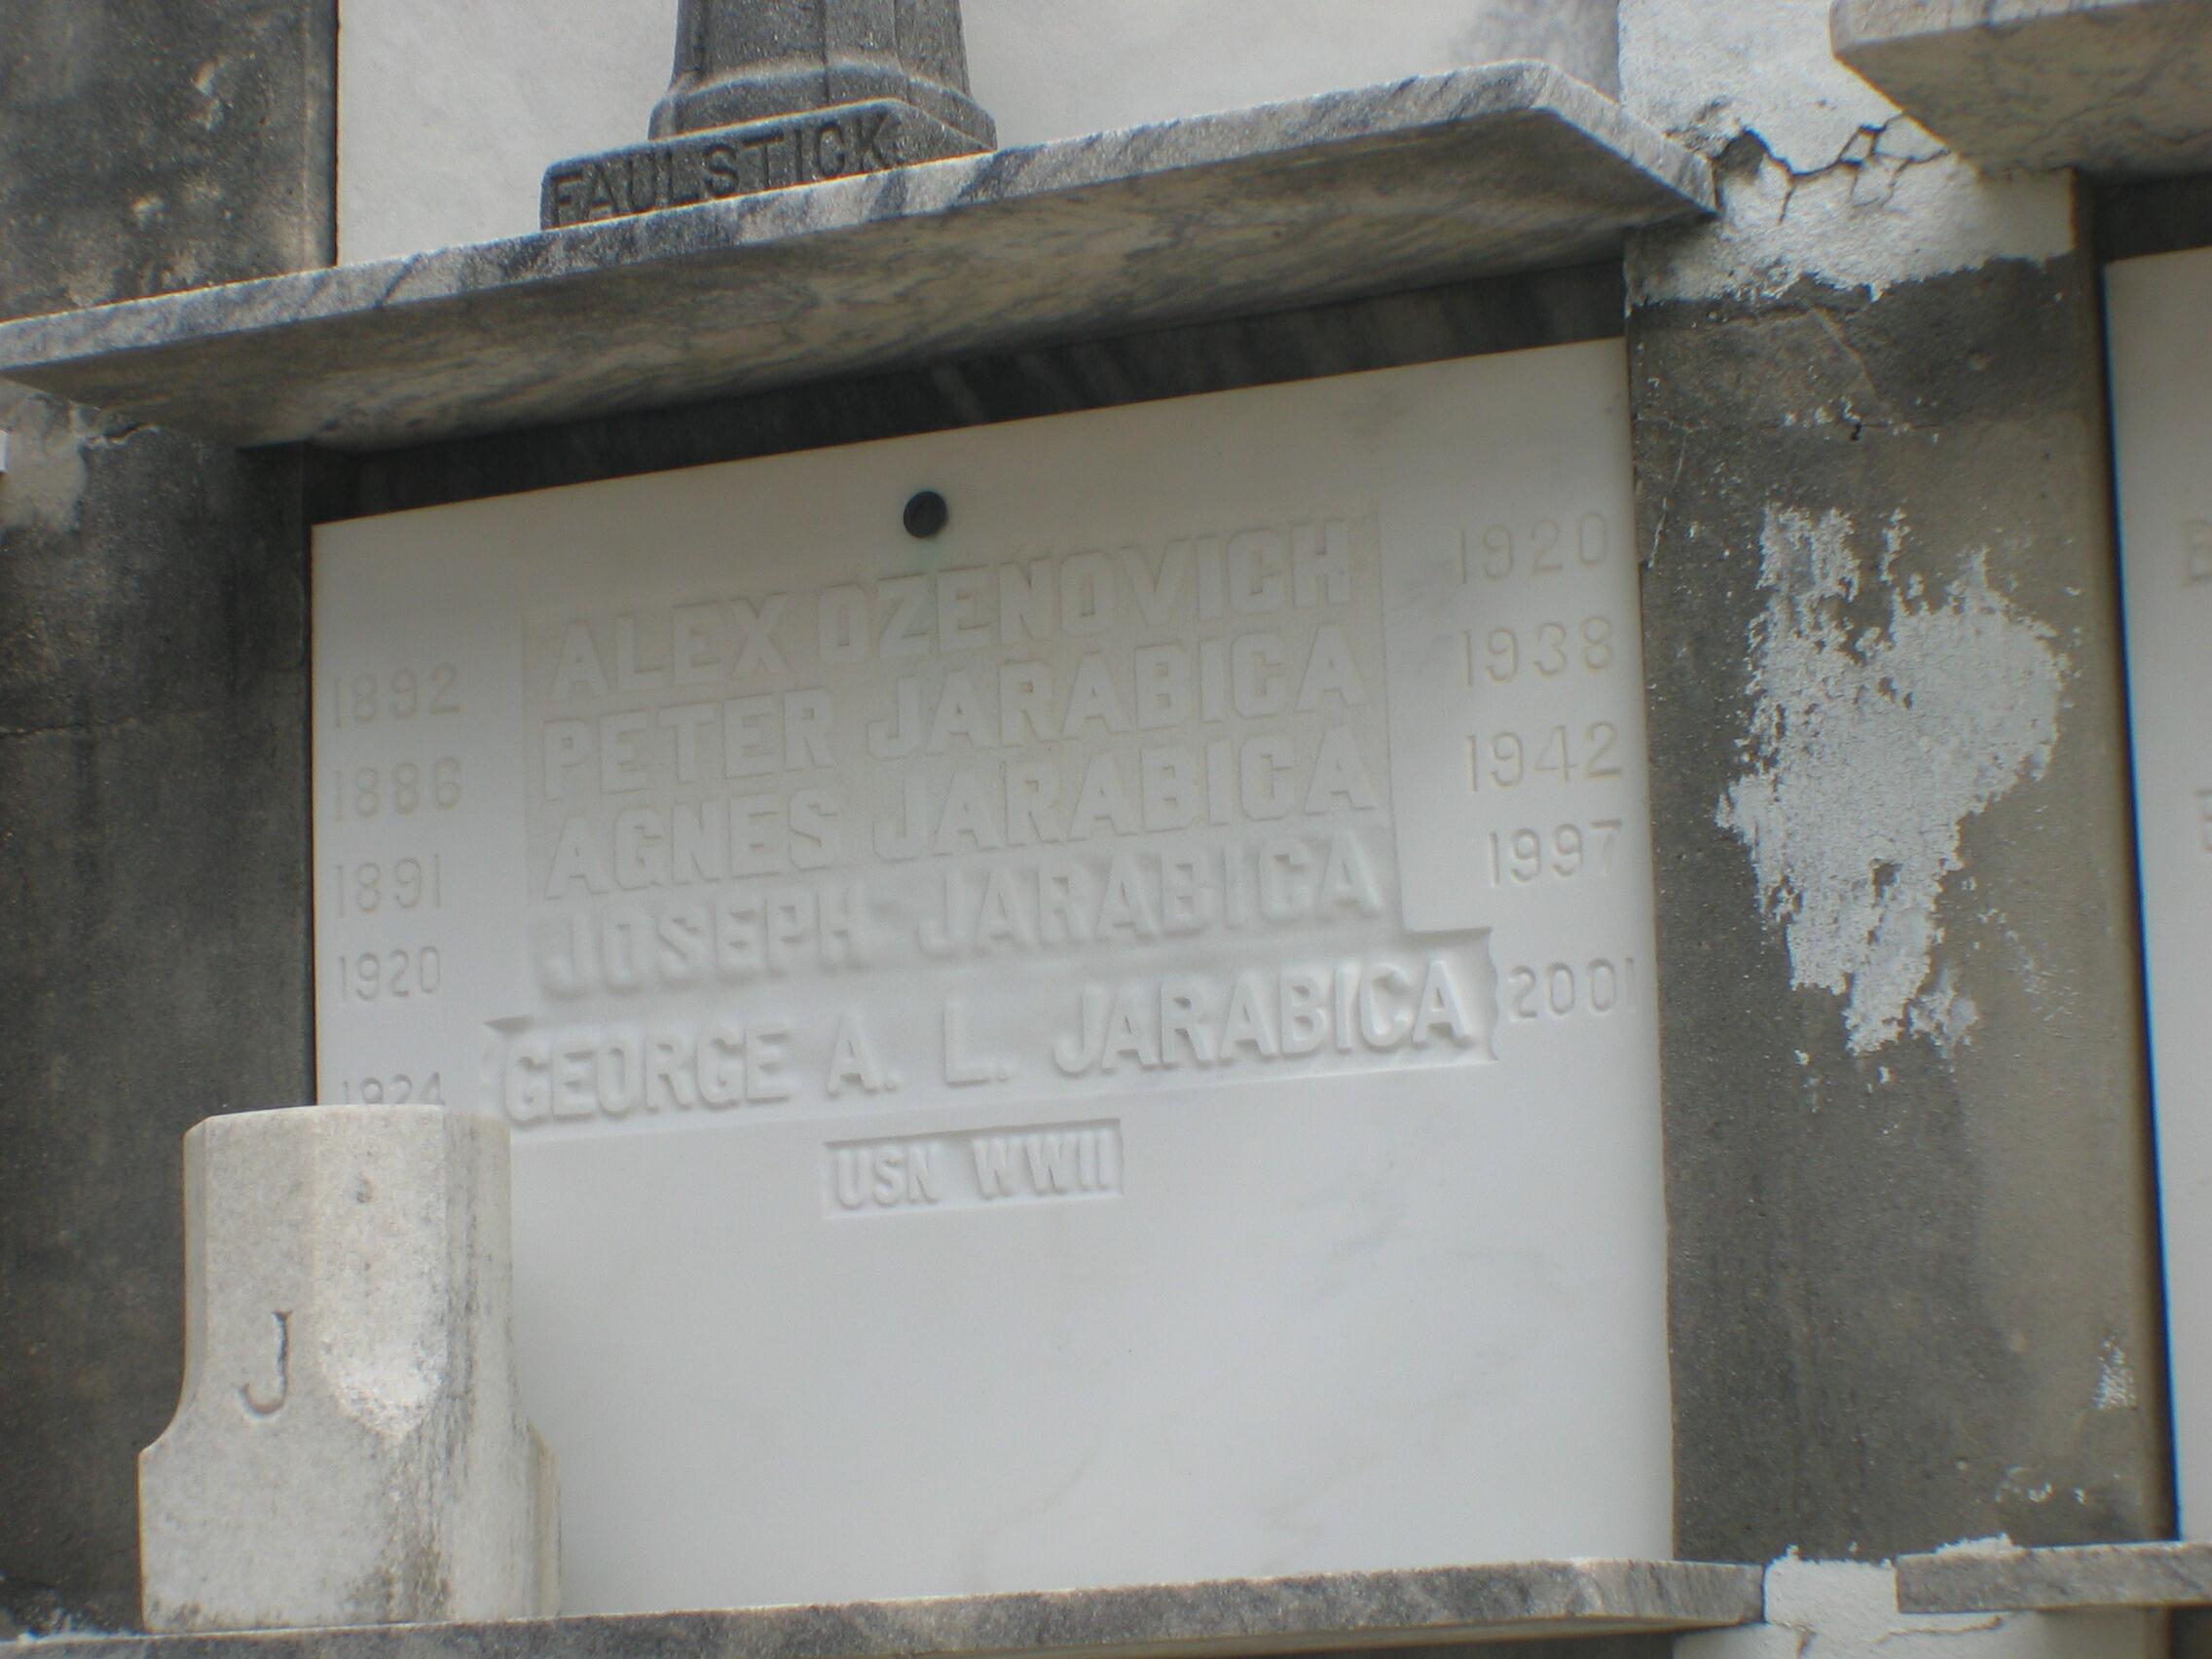 FAULSTICK
1892 ALEX OZENOVICH 1920
1886 PETER JARABICA 1938
1891 AGNES JARABICA 1942
1920 JOSEPH JARABICA 1997
1924 GEORGE A. L. JARABICA 2001
USN WWII
J